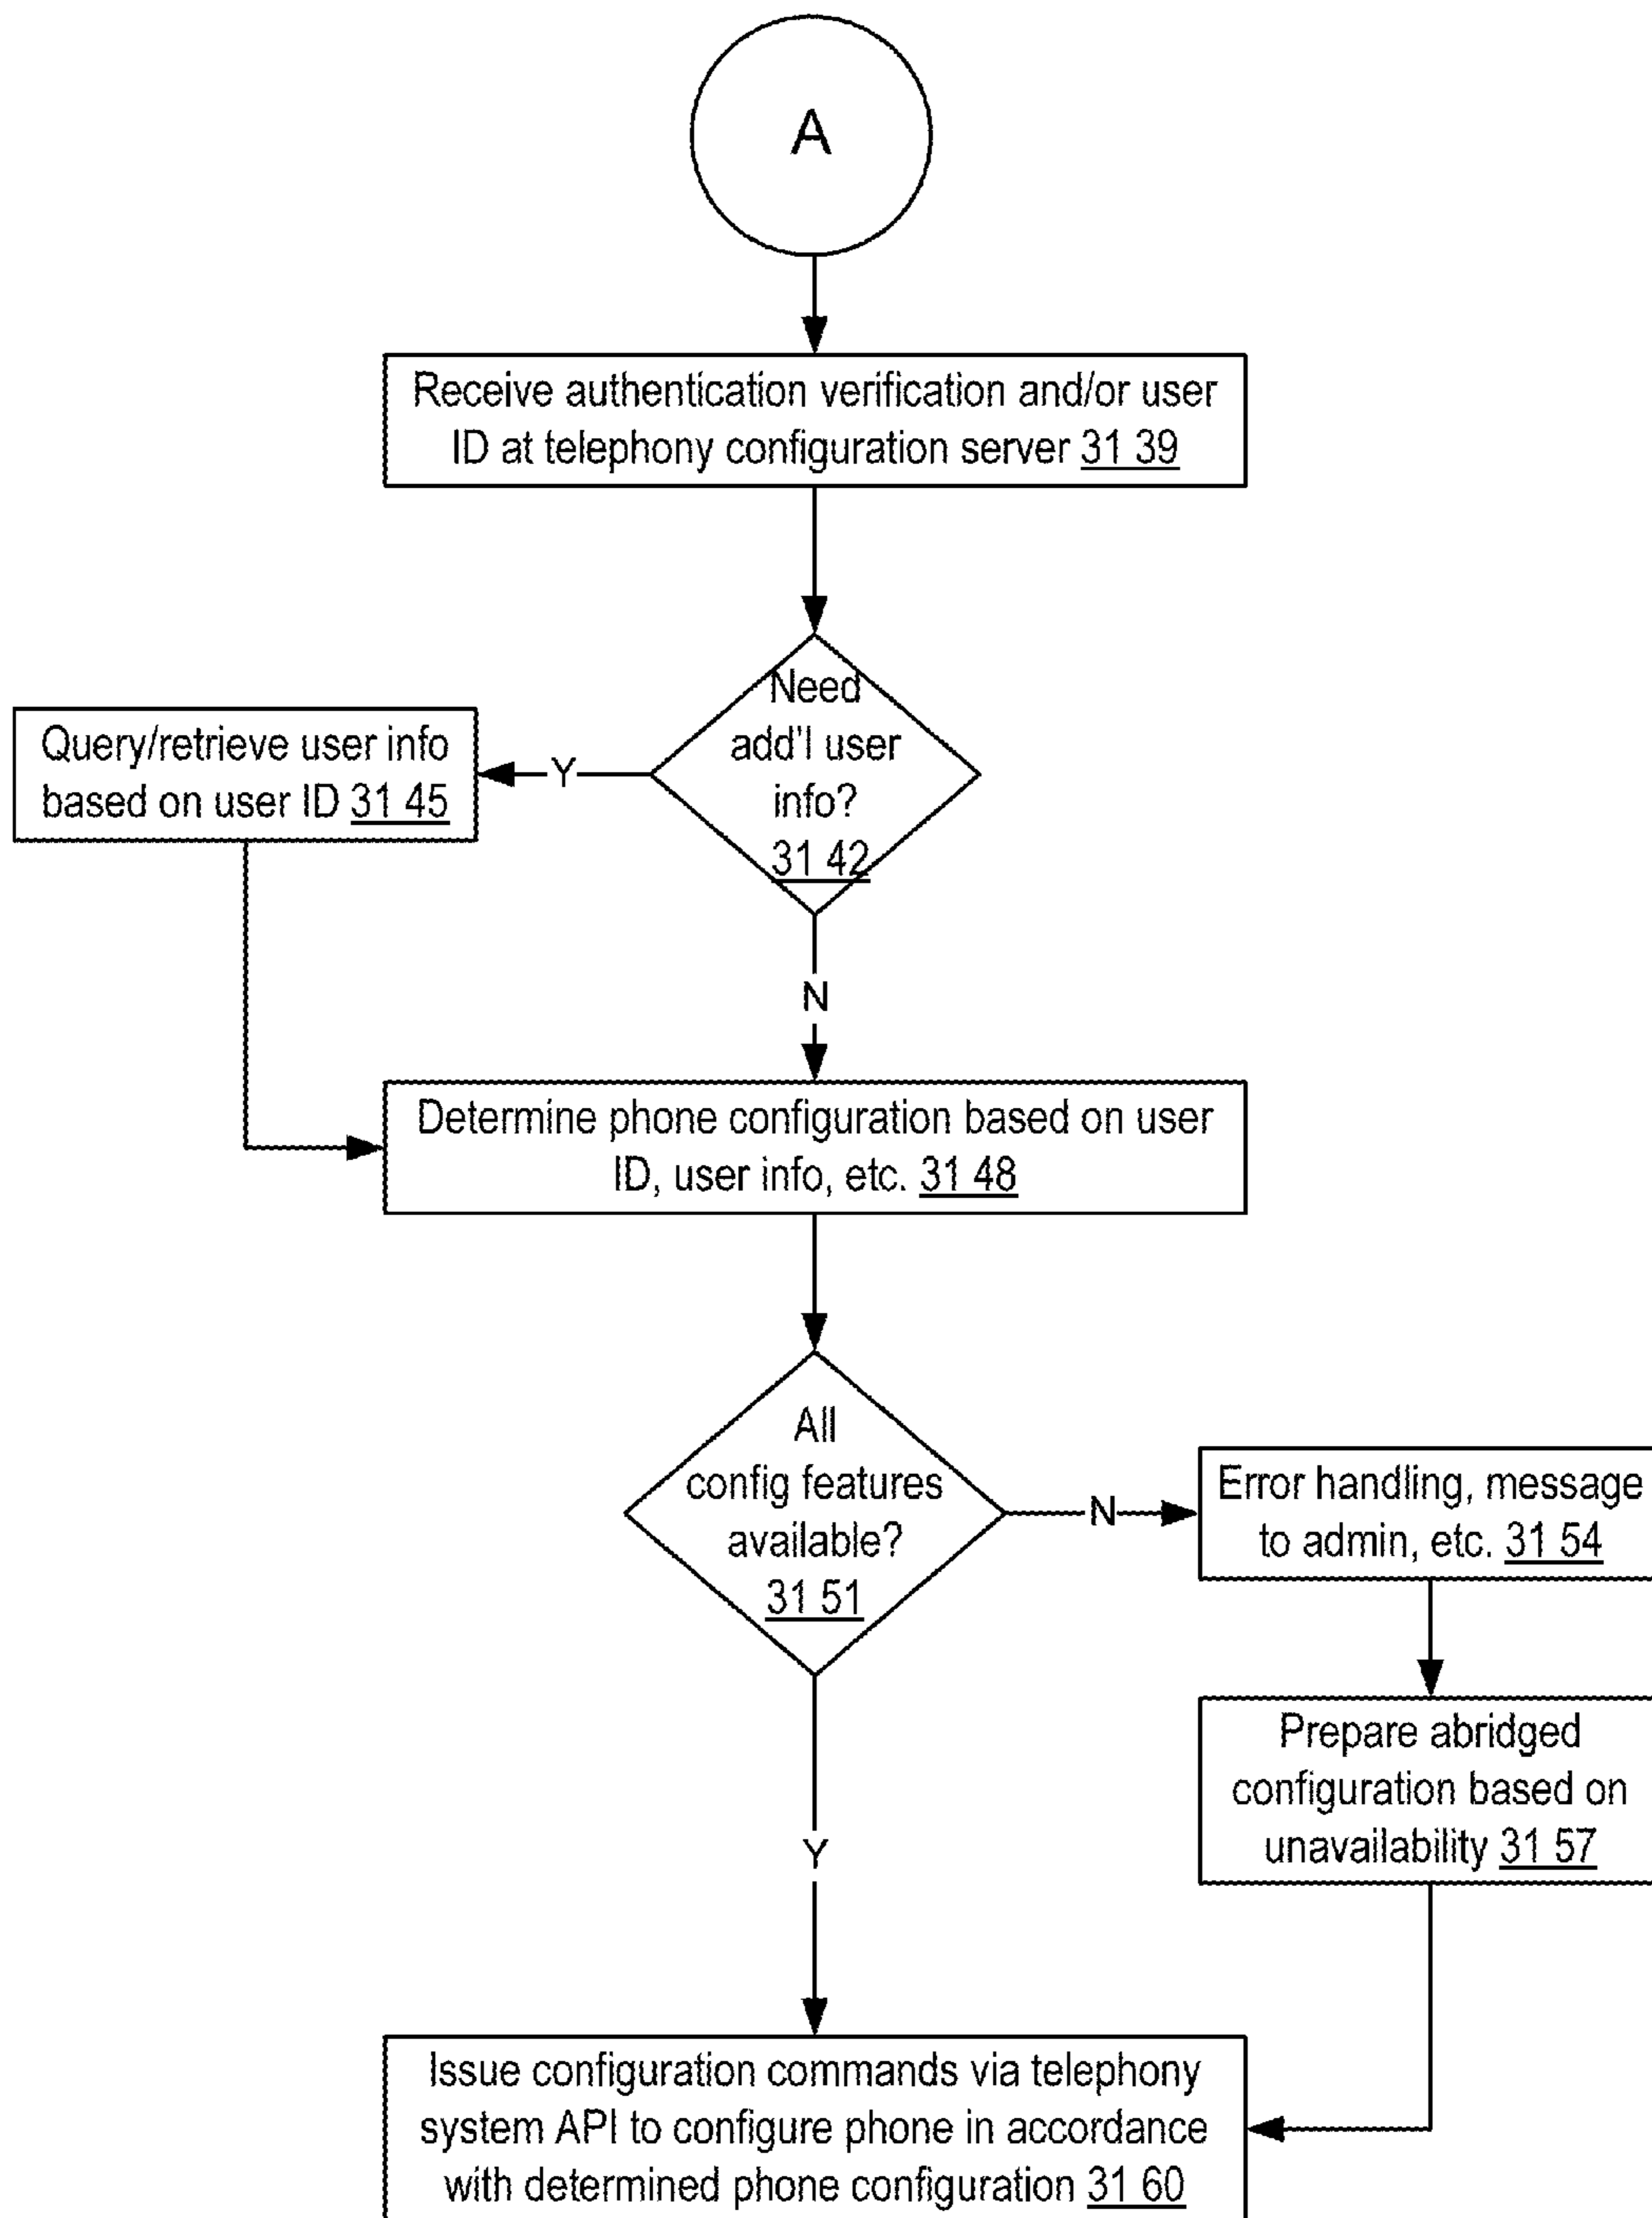 A
Receive authentication verification and/or user
ID at telephony configuration server 31 39
Need
add'l user
info?
31 42
Y
Query/retrieve user info
based on user ID 31 45
N
Determine phone configuration based on user
ID, user info, etc. 31 48
All
config features
available?
31 51
N
Error handling, message
to admin, etc. 31 54
Prepare abridged
configuration based on
unavailability 31 57
Y
Issue configuration commands via telephony
system API to configure phone in accordance
with determined phone configuration 31 60